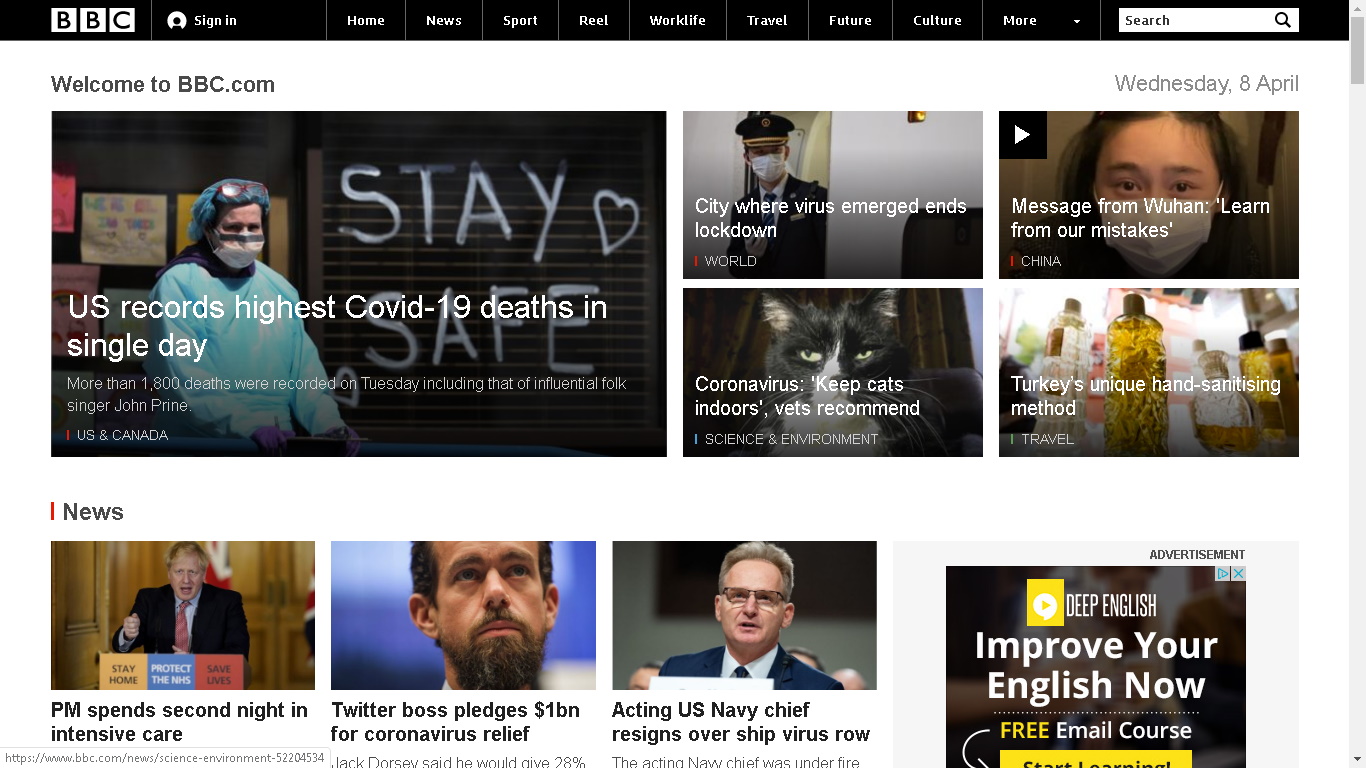 BBC
Sign in
Home
News
Sport
Reel
Worklife
Travel
Future
Culture
More
Search
Welcome to BBC.com
Wednesday, 8 April
STAY
SAFE
US records highest Covid-19 deaths in
single day
More than 1,800 deaths were recorded on Tuesday including that of influential folk
singer John Prine.
US & CANADA
City where virus emerged ends
lockdown
WORLD
Message from Wuhan: 'Learn
from our mistakes'
CHINA
Coronavirus: 'Keep cats
indoors', vets recommend
SCIENCE & ENVIRONMENT
Turkey's unique hand-sanitising
method
TRAVEL
News
STAY
HOME
PROTECT
THE NHS
SAVE
LIVES
PM spends second night in
intensive care
Twitter boss pledges $1bn
for coronavirus relief
Jack Dorsey said he would give 28%
Acting US Navy chief
resigns over ship virus row
The acting Navy chief was under fire
ADVERTISEMENT
DEEP ENGLISH
Improve Your
English Now
FREE Email Course
Start Learning!
https://www.bbc.com/news/science-environment-52204534